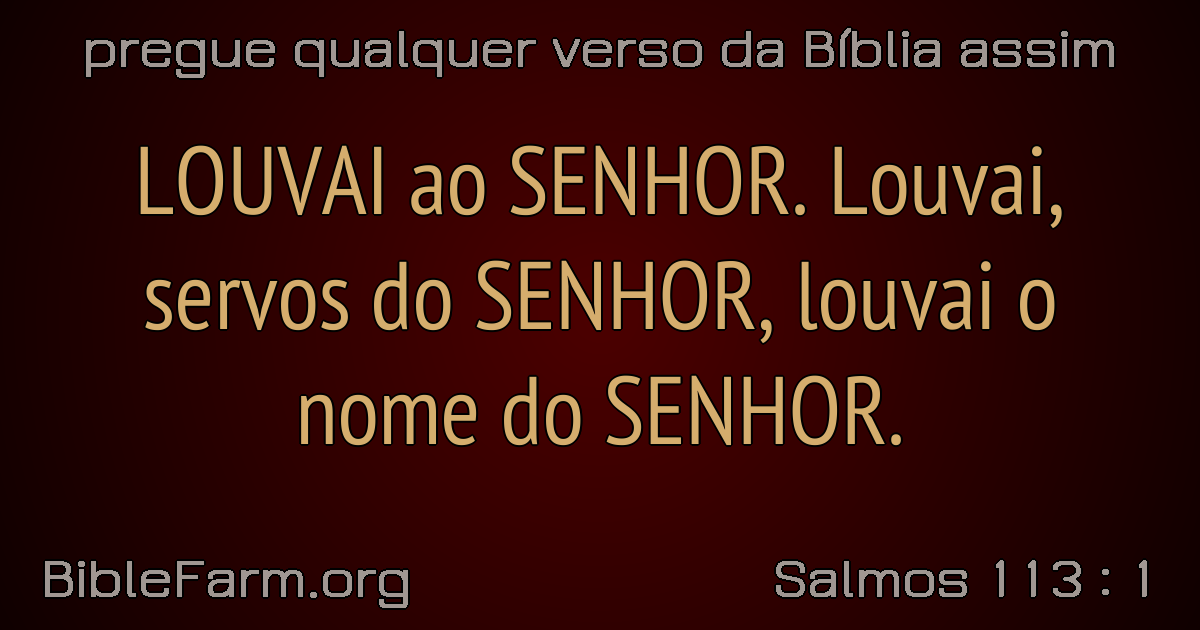 pregue qualquer verso da Bíblia assim
LOUVAI ao SENHOR. Louvai,
servos do SENHOR, louvai o
nome do SENHOR.
BibleFarm.org
Salmos 113 : 1